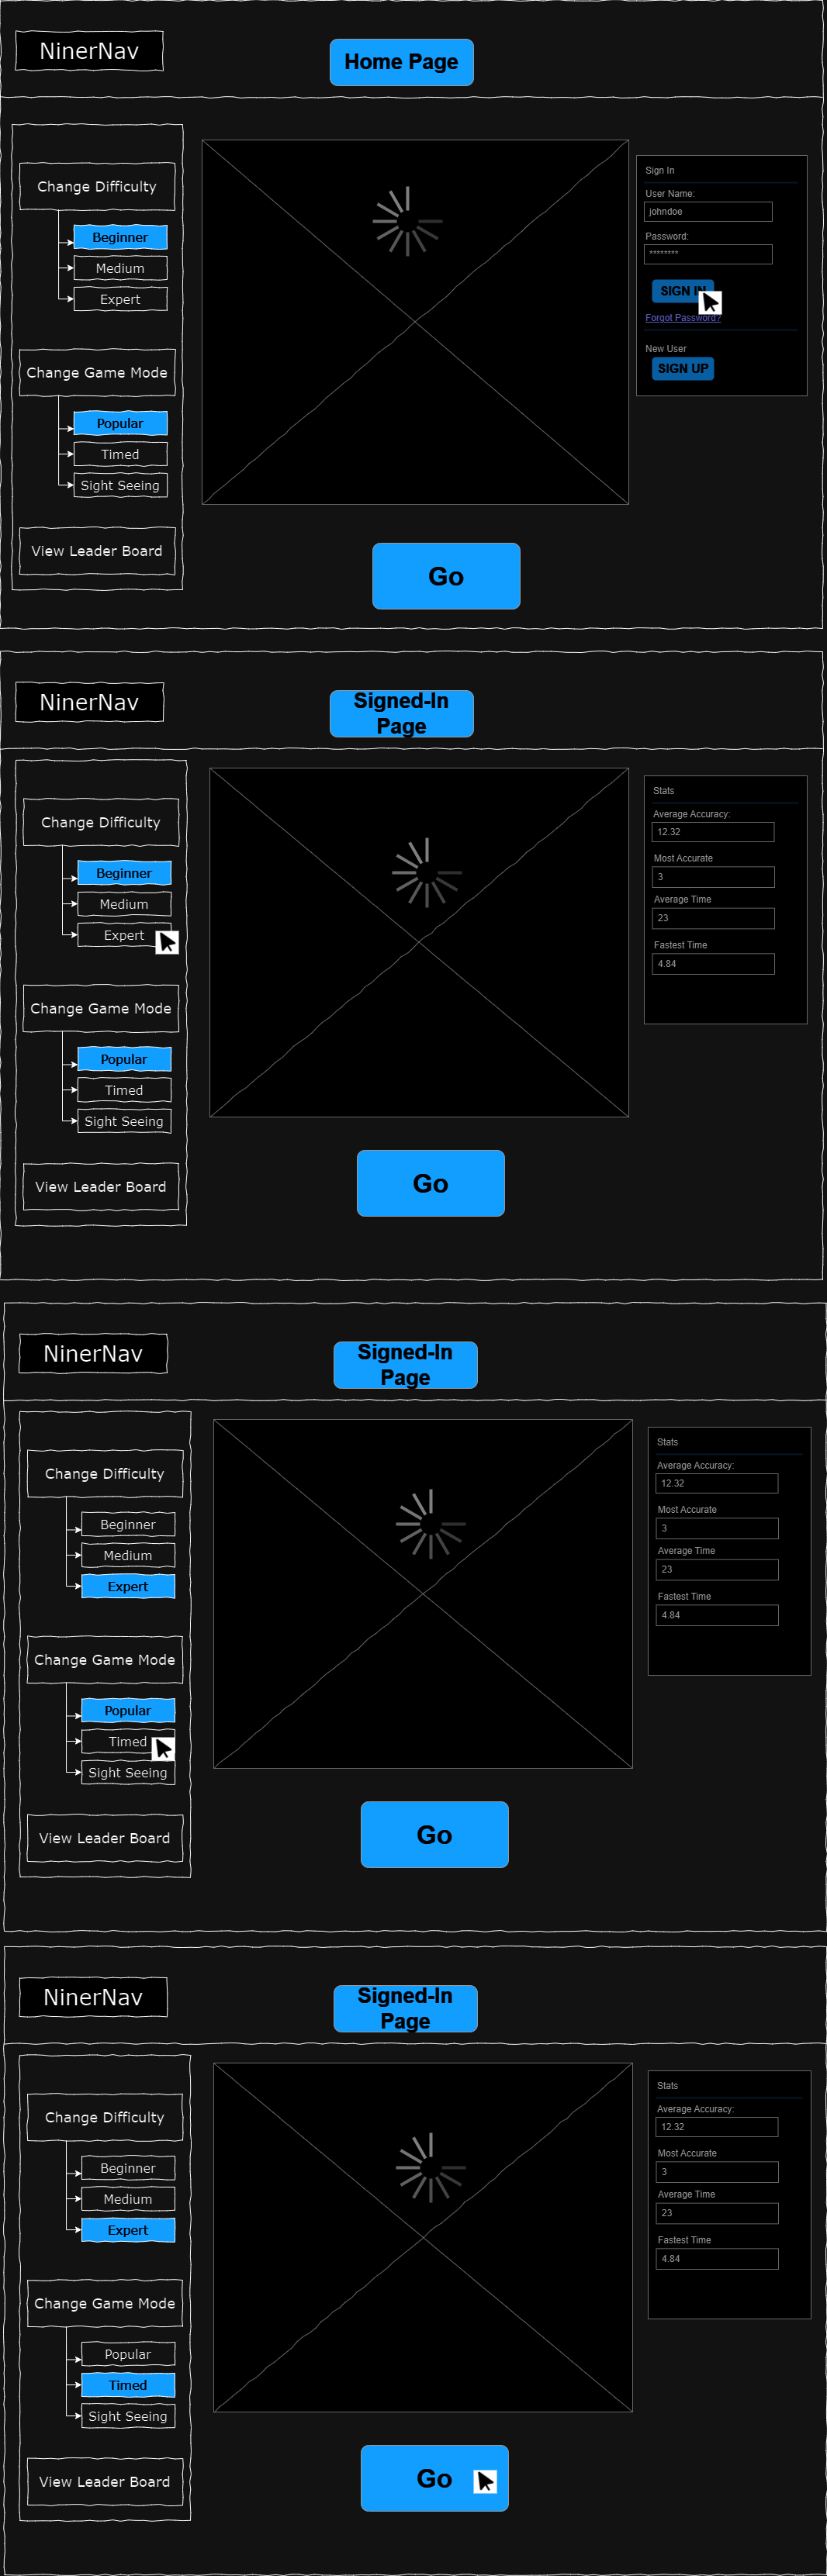 NinerNav
Home Page
Change Difficulty
Beginner
Medium
Expert
Change Game Mode
Popular
Timed
Sight Seeing
View Leader Board
Sign In
User Name:
johndoe
Password:
********
SIGN IN
Forgot Password?
New User
SIGN UP
Go
NinerNav
Signed-In
Page
Change Difficulty
Beginner
Medium
Expert
Change Game Mode
Popular
Timed
Sight Seeing
View Leader Board
Stats
Average Accuracy:
12.32
Most Accurate
3
Average Time
23
Fastest Time
4.84
Go
NinerNav
Signed-In
Page
Change Difficulty
Beginner
Medium
Expert
Change Game Mode
Popular
Timed
Sight Seeing
View Leader Board
Stats
Average Accuracy:
12.32
Most Accurate
3
Average Time
23
Fastest Time
4.84
Go
NinerNav
Signed-In
Page
Change Difficulty
Beginner
Medium
Expert
Change Game Mode
Popular
Timed
Sight Seeing
View Leader Board
Stats
Average Accuracy:
12.32
Most Accurate
3
Average Time
23
Fastest Time
4.84
Go